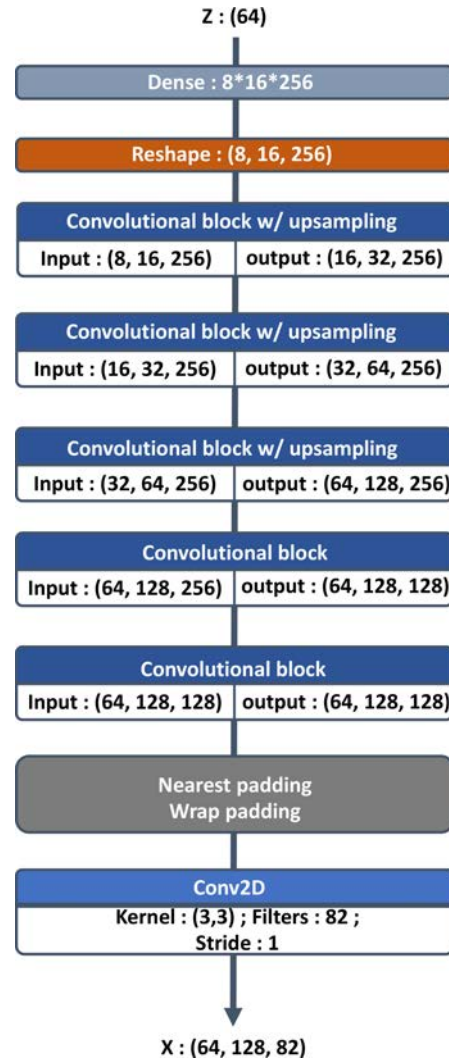 Z : (64)
Dense : 8*16*256
Reshape : (8, 16, 256)
Convolutional block w/ upsampling
Input : (8, 16, 256) output : (16, 32, 256)
Convolutional block w/ upsampling
Input : (16, 32, 256) output : (32, 64, 256)
Convolutional block w/ upsampling
Input : (32, 64, 256) output : (64, 128, 256)
Convolutional block
Input : (64, 128, 256) output : (64, 128, 128)
Convolutional block
Input : (64, 128, 128) output : (64, 128, 128)
Nearest padding
Wrap padding
Conv2D
Kernel : (3,3) ; Filters : 82 ;
Stride : 1
X : (64, 128, 82)